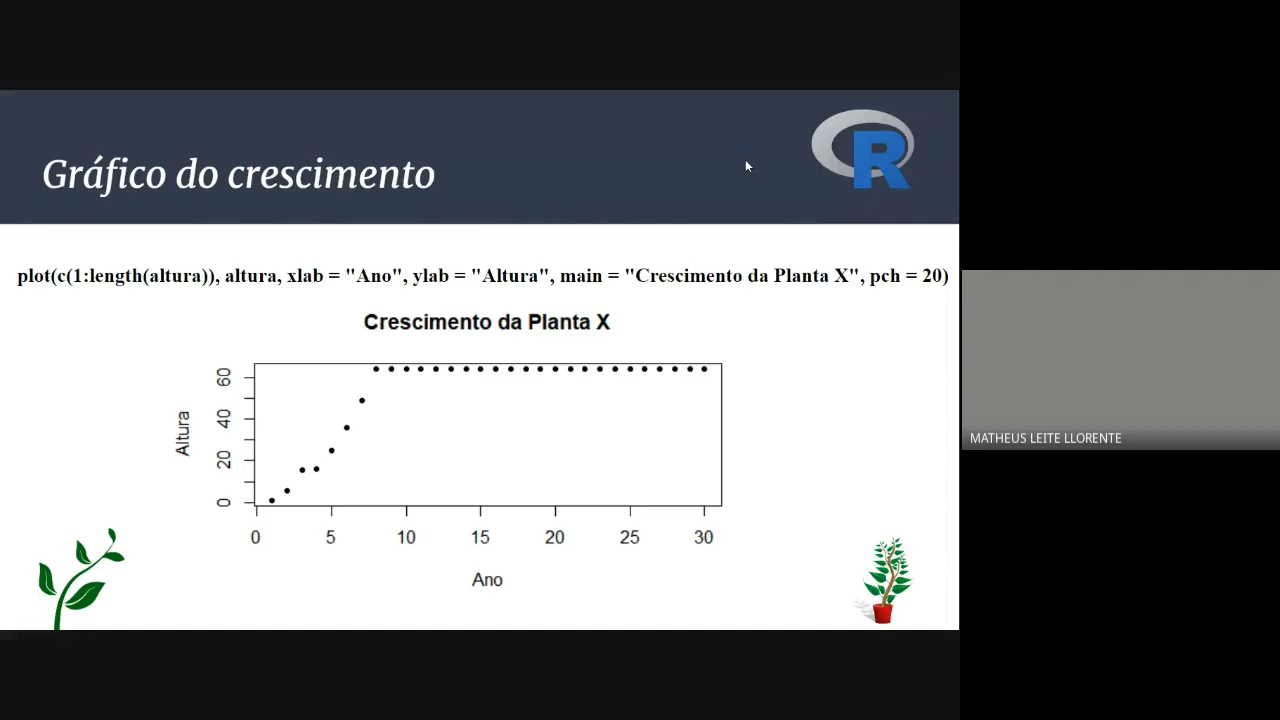 Gráfico do crescimento
R
plot(c(1:length(altura)), altura, xlab = "Ano", ylab = "Altura", main = "Crescimento da Planta X", pch = 20)
Crescimento da Planta X
Altura
60
40
20
0
0 5 10 15 20 25 30
Ano
MATHEUS LEITE LLORENTE